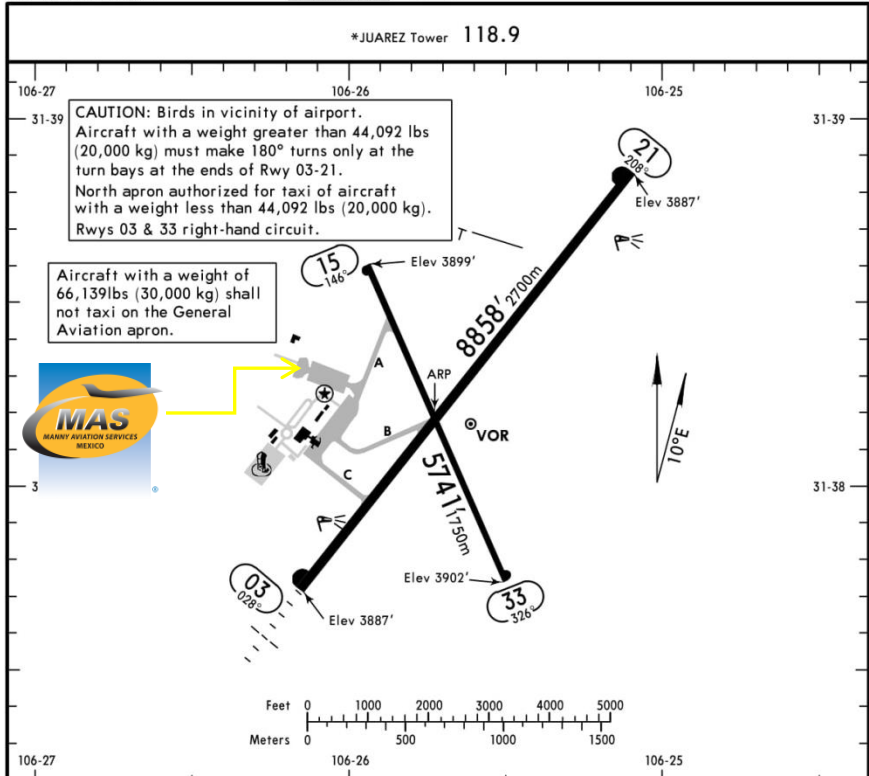 *JUAREZ Tower 118.9
106-27
106-26
106-25
31-39
31-39
CAUTION: Birds in vicinity of airport.
Aircraft with a weight greater than 44,092 lbs
(20,000 kg) must make 180° turns only at the
turn bays at the ends of Rwy 03-21.
North apron authorized for taxi of aircraft
with a weight less than 44,092 lbs (20,000 kg).
Rwys 03 & 33 right-hand circuit.
21
208°
Elev 3887'
T
15
146°
Elev 3899'
Aircraft with a weight of
66,139lbs (30,000 kg) shall
not taxi on the General
Aviation apron.
8858'
2700m
A
ARP
MAS
MANNY AVIATION SERVICES
MEXICO
®
B
VOR
10°E
C
5741'
1750m
3
31-38
03
028°
Elev 3887'
Elev 3902'
33
326°
Feet 0 1000 2000 3000 4000 5000
Meters 0 500 1000 1500
106-27
106-26
106-25